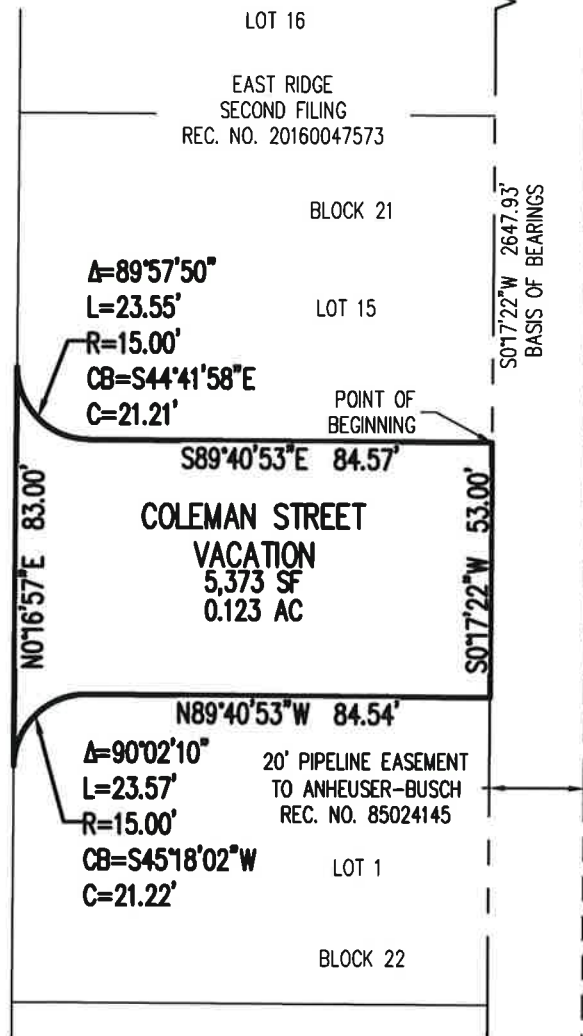 LOT 16
EAST RIDGE
SECOND FILING
REC. NO. 20160047573
BLOCK 21
S0°17'22"W 2647.93'
BASIS OF BEARINGS
Δ=89°57'50"
L=23.55'
R=15.00'
CB=S44°41'58"E
C=21.21'
LOT 15
POINT OF
BEGINNING
S89°40'53"E 84.57'
N0°16'57"E 83.00'
COLEMAN STREET
VACATION
5,373 SF
0.123 AC
S0°17'22"W 53.00'
N89°40'53"W 84.54'
Δ=90°02'10"
L=23.57'
R=15.00'
CB=S45°18'02"W
C=21.22'
20' PIPELINE EASEMENT
TO ANHEUSER-BUSCH
REC. NO. 85024145
LOT 1
BLOCK 22